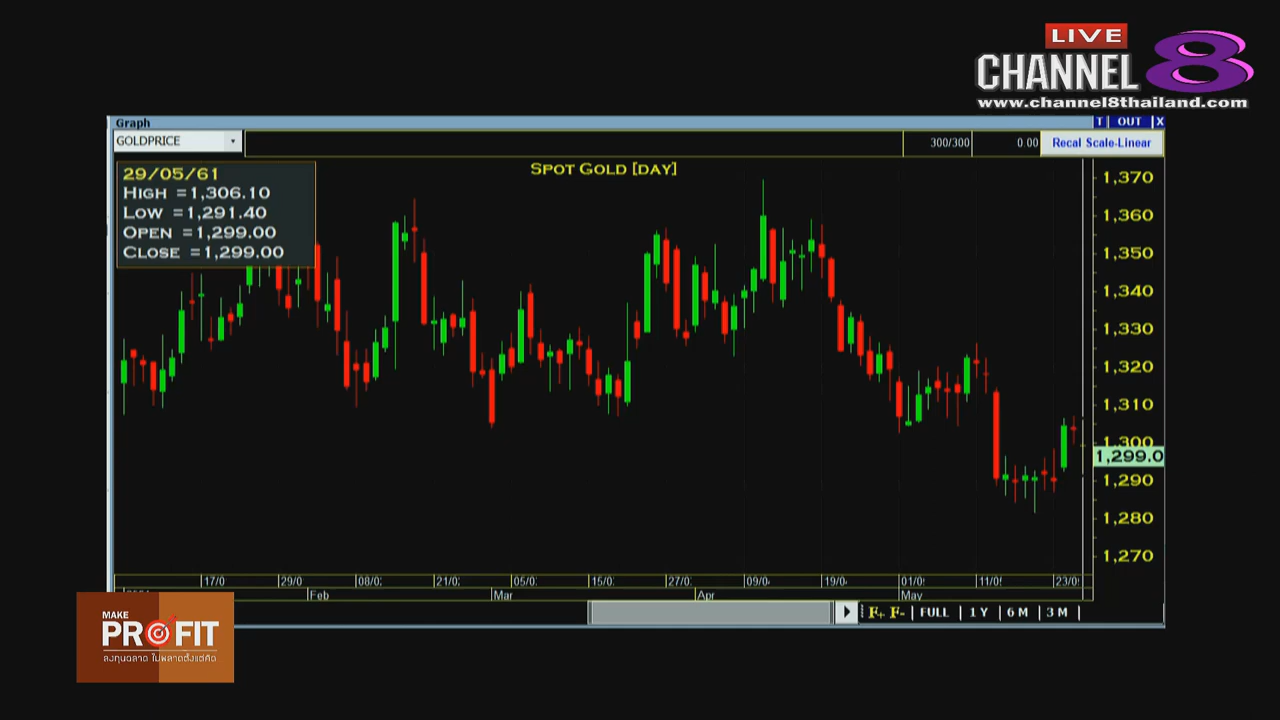 LIVE
CHANNEL 8
www.channel8thailand.com
Graph
T OUT X
GOLDPRICE
300/300
0.00
Recal Scale-Linear
SPOT GOLD [DAY]
29/05/61
HIGH =1,306.10
LOW =1,291.40
OPEN =1,299.00
CLOSE =1,299.00
1,370
1,360
1,350
1,340
1,330
1,320
1,310
1,300
1,299.0
1,290
1,280
1,270
17/0 29/0 08/0 21/0 05/0 15/0 27/0 09/0 19/0 01/0 11/0 23/0
Feb Mar Apr May
F+ F- FULL 1 Y 6 M 3 M
MAKE
PROFIT
ลงทุนฉลาด ไม่พลาดตั้งแต่คิด